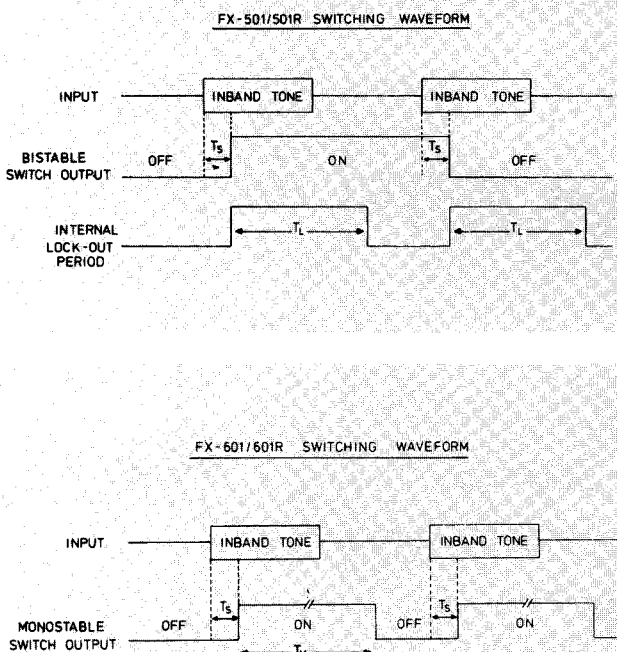 FX-501/501R SWITCHING WAVEFORM
INPUT
INBAND TONE
INBAND TONE
BISTABLE
SWITCH OUTPUT
OFF
TS
ON
TS
OFF
INTERNAL
LOCK-OUT
PERIOD
TL
TL
FX-601/601R SWITCHING WAVEFORM
INPUT
INBAND TONE
INBAND TONE
MONOSTABLE
SWITCH OUTPUT
OFF
TS
ON
OFF
TS
ON